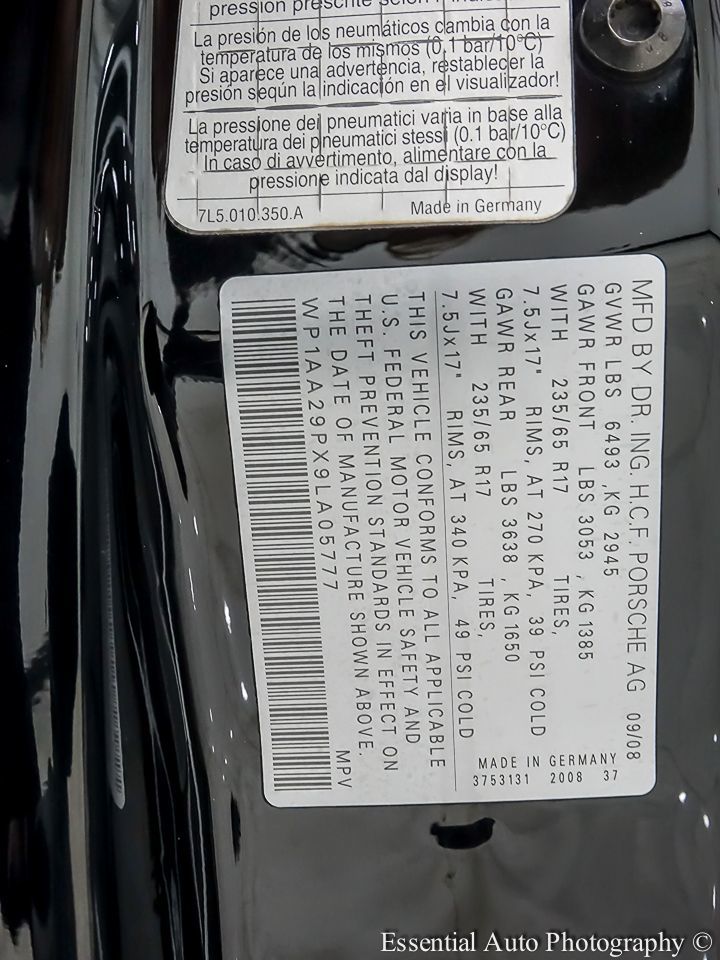 pression prescrite selon l'indic
La presión de los neumáticos cambia con la
temperatura de los mismos (0,1 bar/10°C)
Si aparece una advertencia, restablecer la
presión según la indicación en el visualizador!
La pressione dei pneumatici varia in base alla
temperatura dei pneumatici stessi (0.1 bar/10°C)
In caso di avvertimento, alimentare con la
pressione indicata dal display!
7L5.010.350.A Made in Germany
MFD BY DR. ING. H.C.F. PORSCHE AG 09/08
GVWR LBS 6493 ,KG 2945
GAWR FRONT LBS 3053 ,KG1385
WITH 235/65 R17 TIRES,
7.5Jx17" RIMS, AT 270 KPA, 39 PSI COLD
GAWR REAR LBS 3638 ,KG1650
WITH 235/65 R17 TIRES,
7.5Jx17" RIMS, AT 340 KPA, 49 PSI COLD
MADE IN GERMANY
3753131 2008 37
THIS VEHICLE CONFORMS TO ALL APPLICABLE
U.S. FEDERAL MOTOR VEHICLE SAFETY AND
THEFT PREVENTION STANDARDS IN EFFECT ON
THE DATE OF MANUFACTURE SHOWN ABOVE.
WP1AA29PX9LA05777 MPV
Essential Auto Photography ©